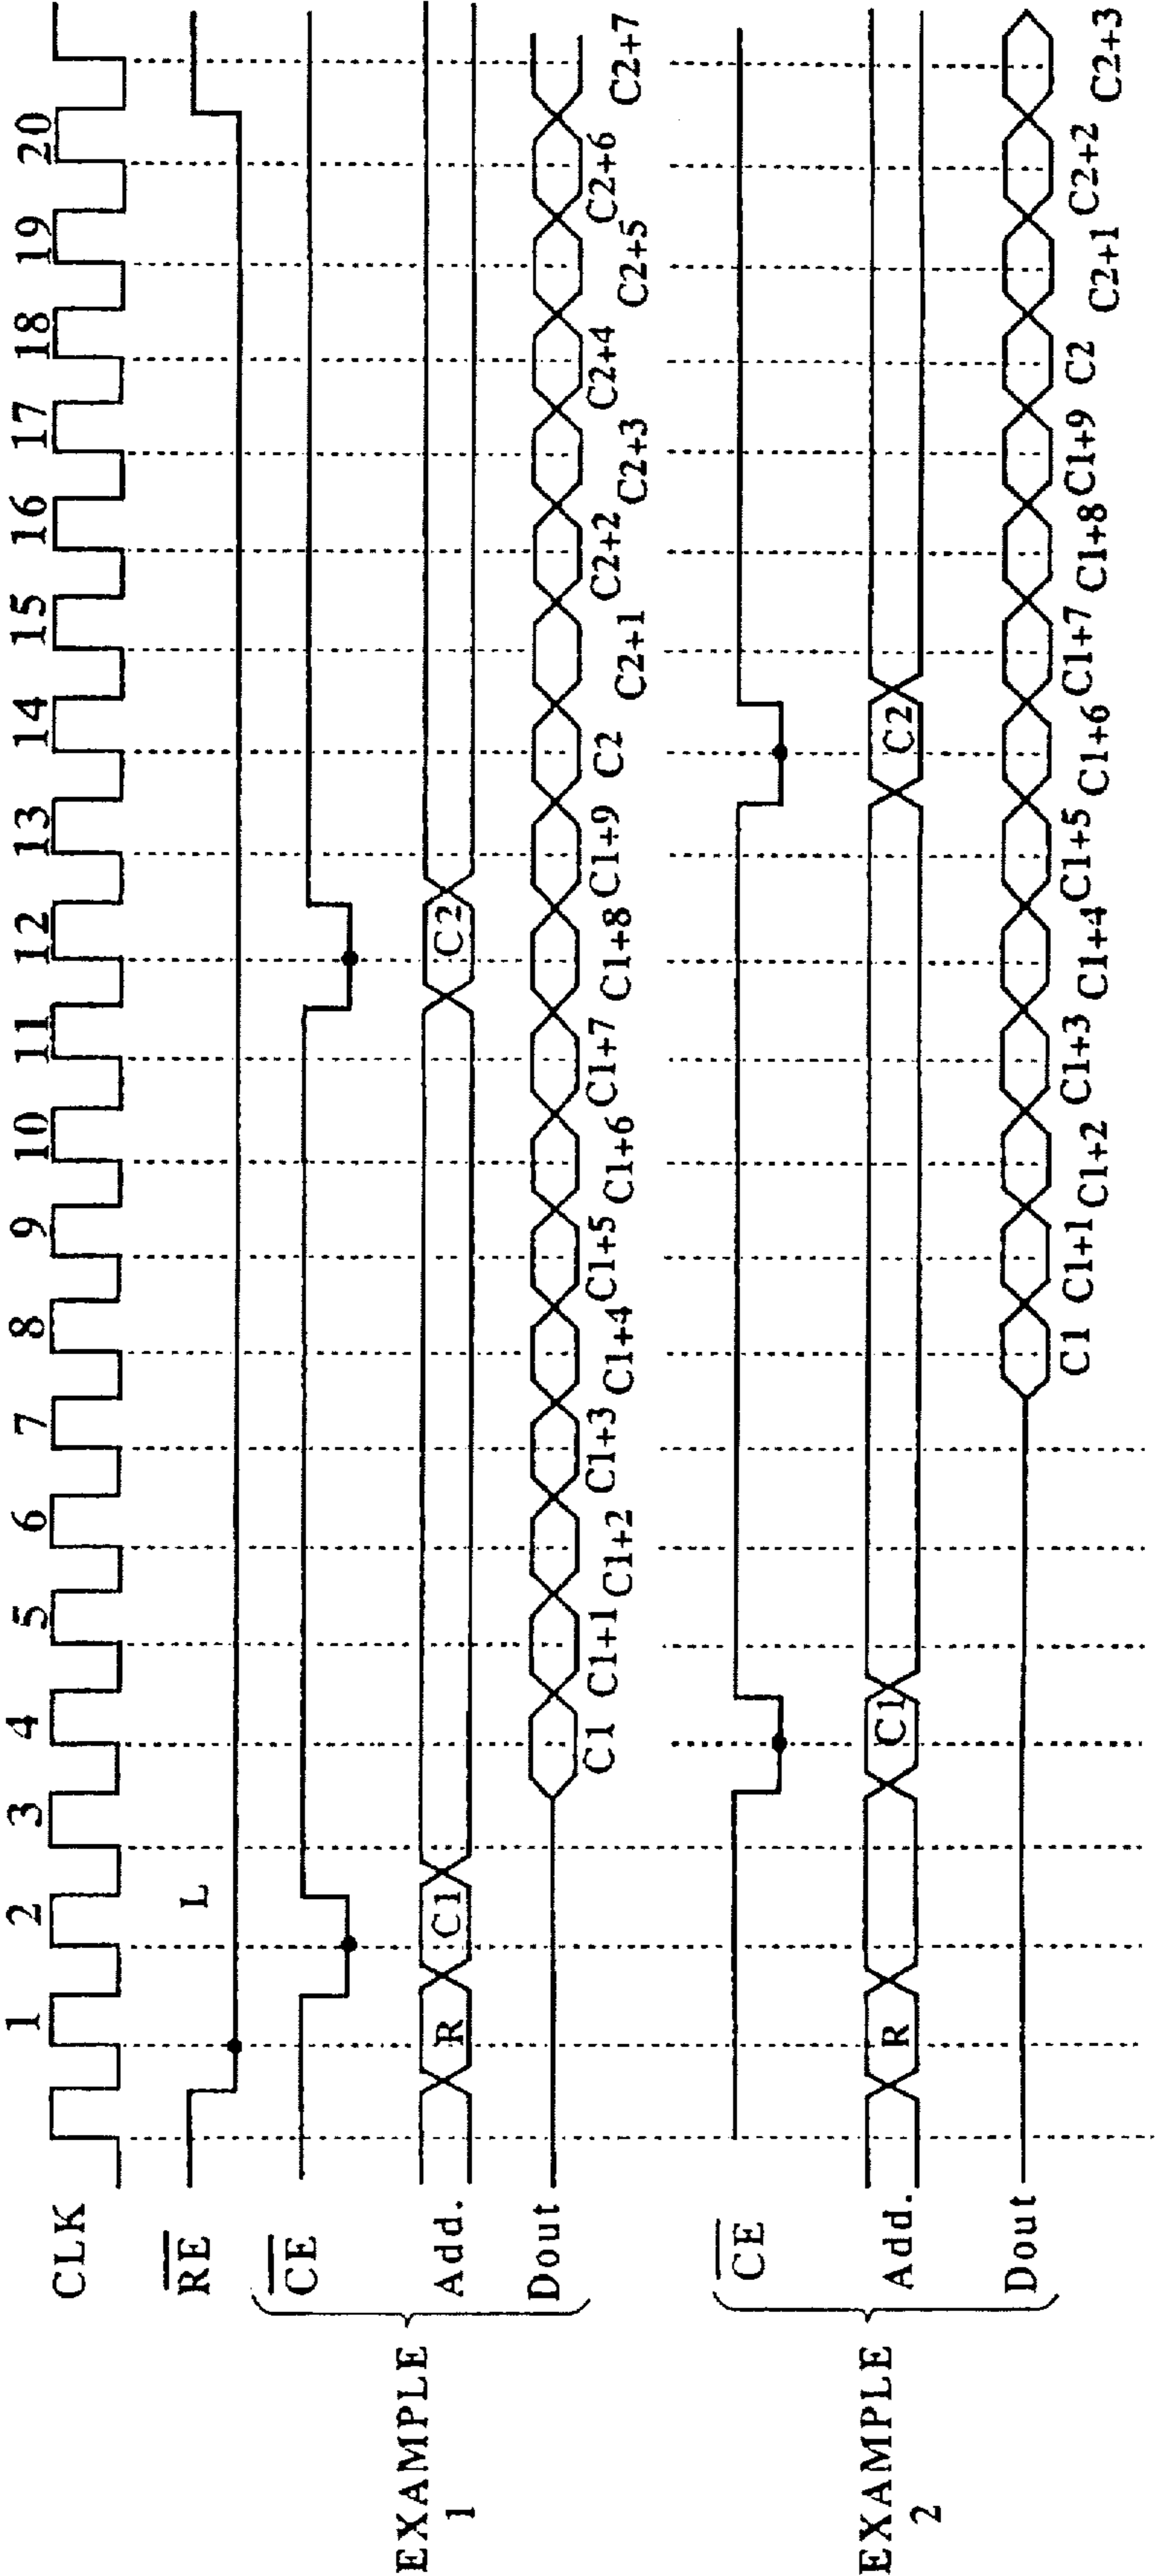 1 2 3 4 5 6 7 8 9 10 11 12 13 14 15 16 17 18 19 20
CLK
RE L
EXAMPLE 1
CE
Add. R C1 C2
Dout
C1 C1+1 C1+2 C1+3 C1+4 C1+5 C1+6 C1+7 C1+8 C1+9 C2 C2+1 C2+2 C2+3 C2+4 C2+5 C2+6 C2+7
EXAMPLE 2
CE
Add. R C1 C2
Dout
C1 C1+1 C1+2 C1+3 C1+4 C1+5 C1+6 C1+7 C1+8 C1+9 C2 C2+1 C2+2 C2+3